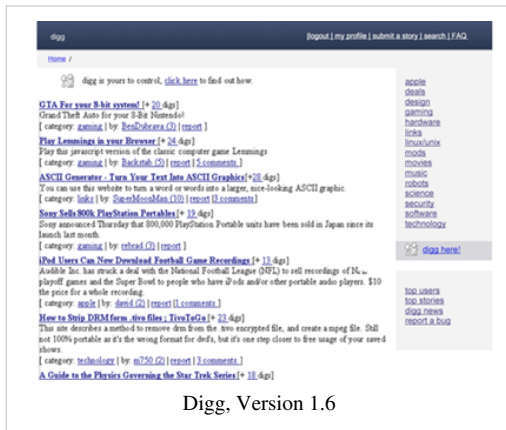 digg
[logout | my profile | submit a story | search | FAQ
Home /
digg is yours to control, click here to find out how.
GTA For your 8-bit system! [+ 20 digs]
Grand Theft Auto for your 8-Bit Nintendo!
[ category: gaming | by: BenDubrava (3) | report ]
Play Lemmings in your Browser [+ 24 digs]
Play this javascript version of the classic computer game Lemmings
[ category: gaming | by: Backstab (5) | report | 5 comments ]
ASCII Generator - Turn Your Text Into ASCII Graphics [+28 digs]
You can use this website to turn a word or words into a larger, nice-looking ASCII graphic.
[ category: links | by: SuperMoonMan (10) | report |3 comments ]
Sony Sells 800k PlayStation Portables [+ 19 digs]
Sony announced Thursday that 800,000 PlayStation Portable units have been sold in Japan since its
launch last month.
[ category: gaming | by: rebrad (3) | report ]
iPod Users Can Now Download Football Game Recordings [+ 13 digs]
Audible Inc. has struck a deal with the National Football League (NFL) to sell recordings of
playoff games and the Super Bowl to people who have iPods and/or other portable audio players. $10
the price for a whole recording.
[ category: apple | by: david (2) | report |1 comments ]
How to Strip DRM form .tivo files ; TivoToGo [+ 23 digs]
This site describes a method to remove drm from the .tivo encrypted file, and create a mpeg file. Still
not 100% portable as it's the wrong format for dvd's, but it's one step closer to free usage of your saved
shows.
[ category: technology | by: m750 (2) | report | 3 comments ]
A Guide to the Physics Governing the Star Trek Series [+ 18 digs]
apple
deals
design
gaming
hardware
links
linux/unix
mods
movies
music
robots
science
security
software
technology
digg here!
top users
top stories
digg news
report a bug
Digg, Version 1.6